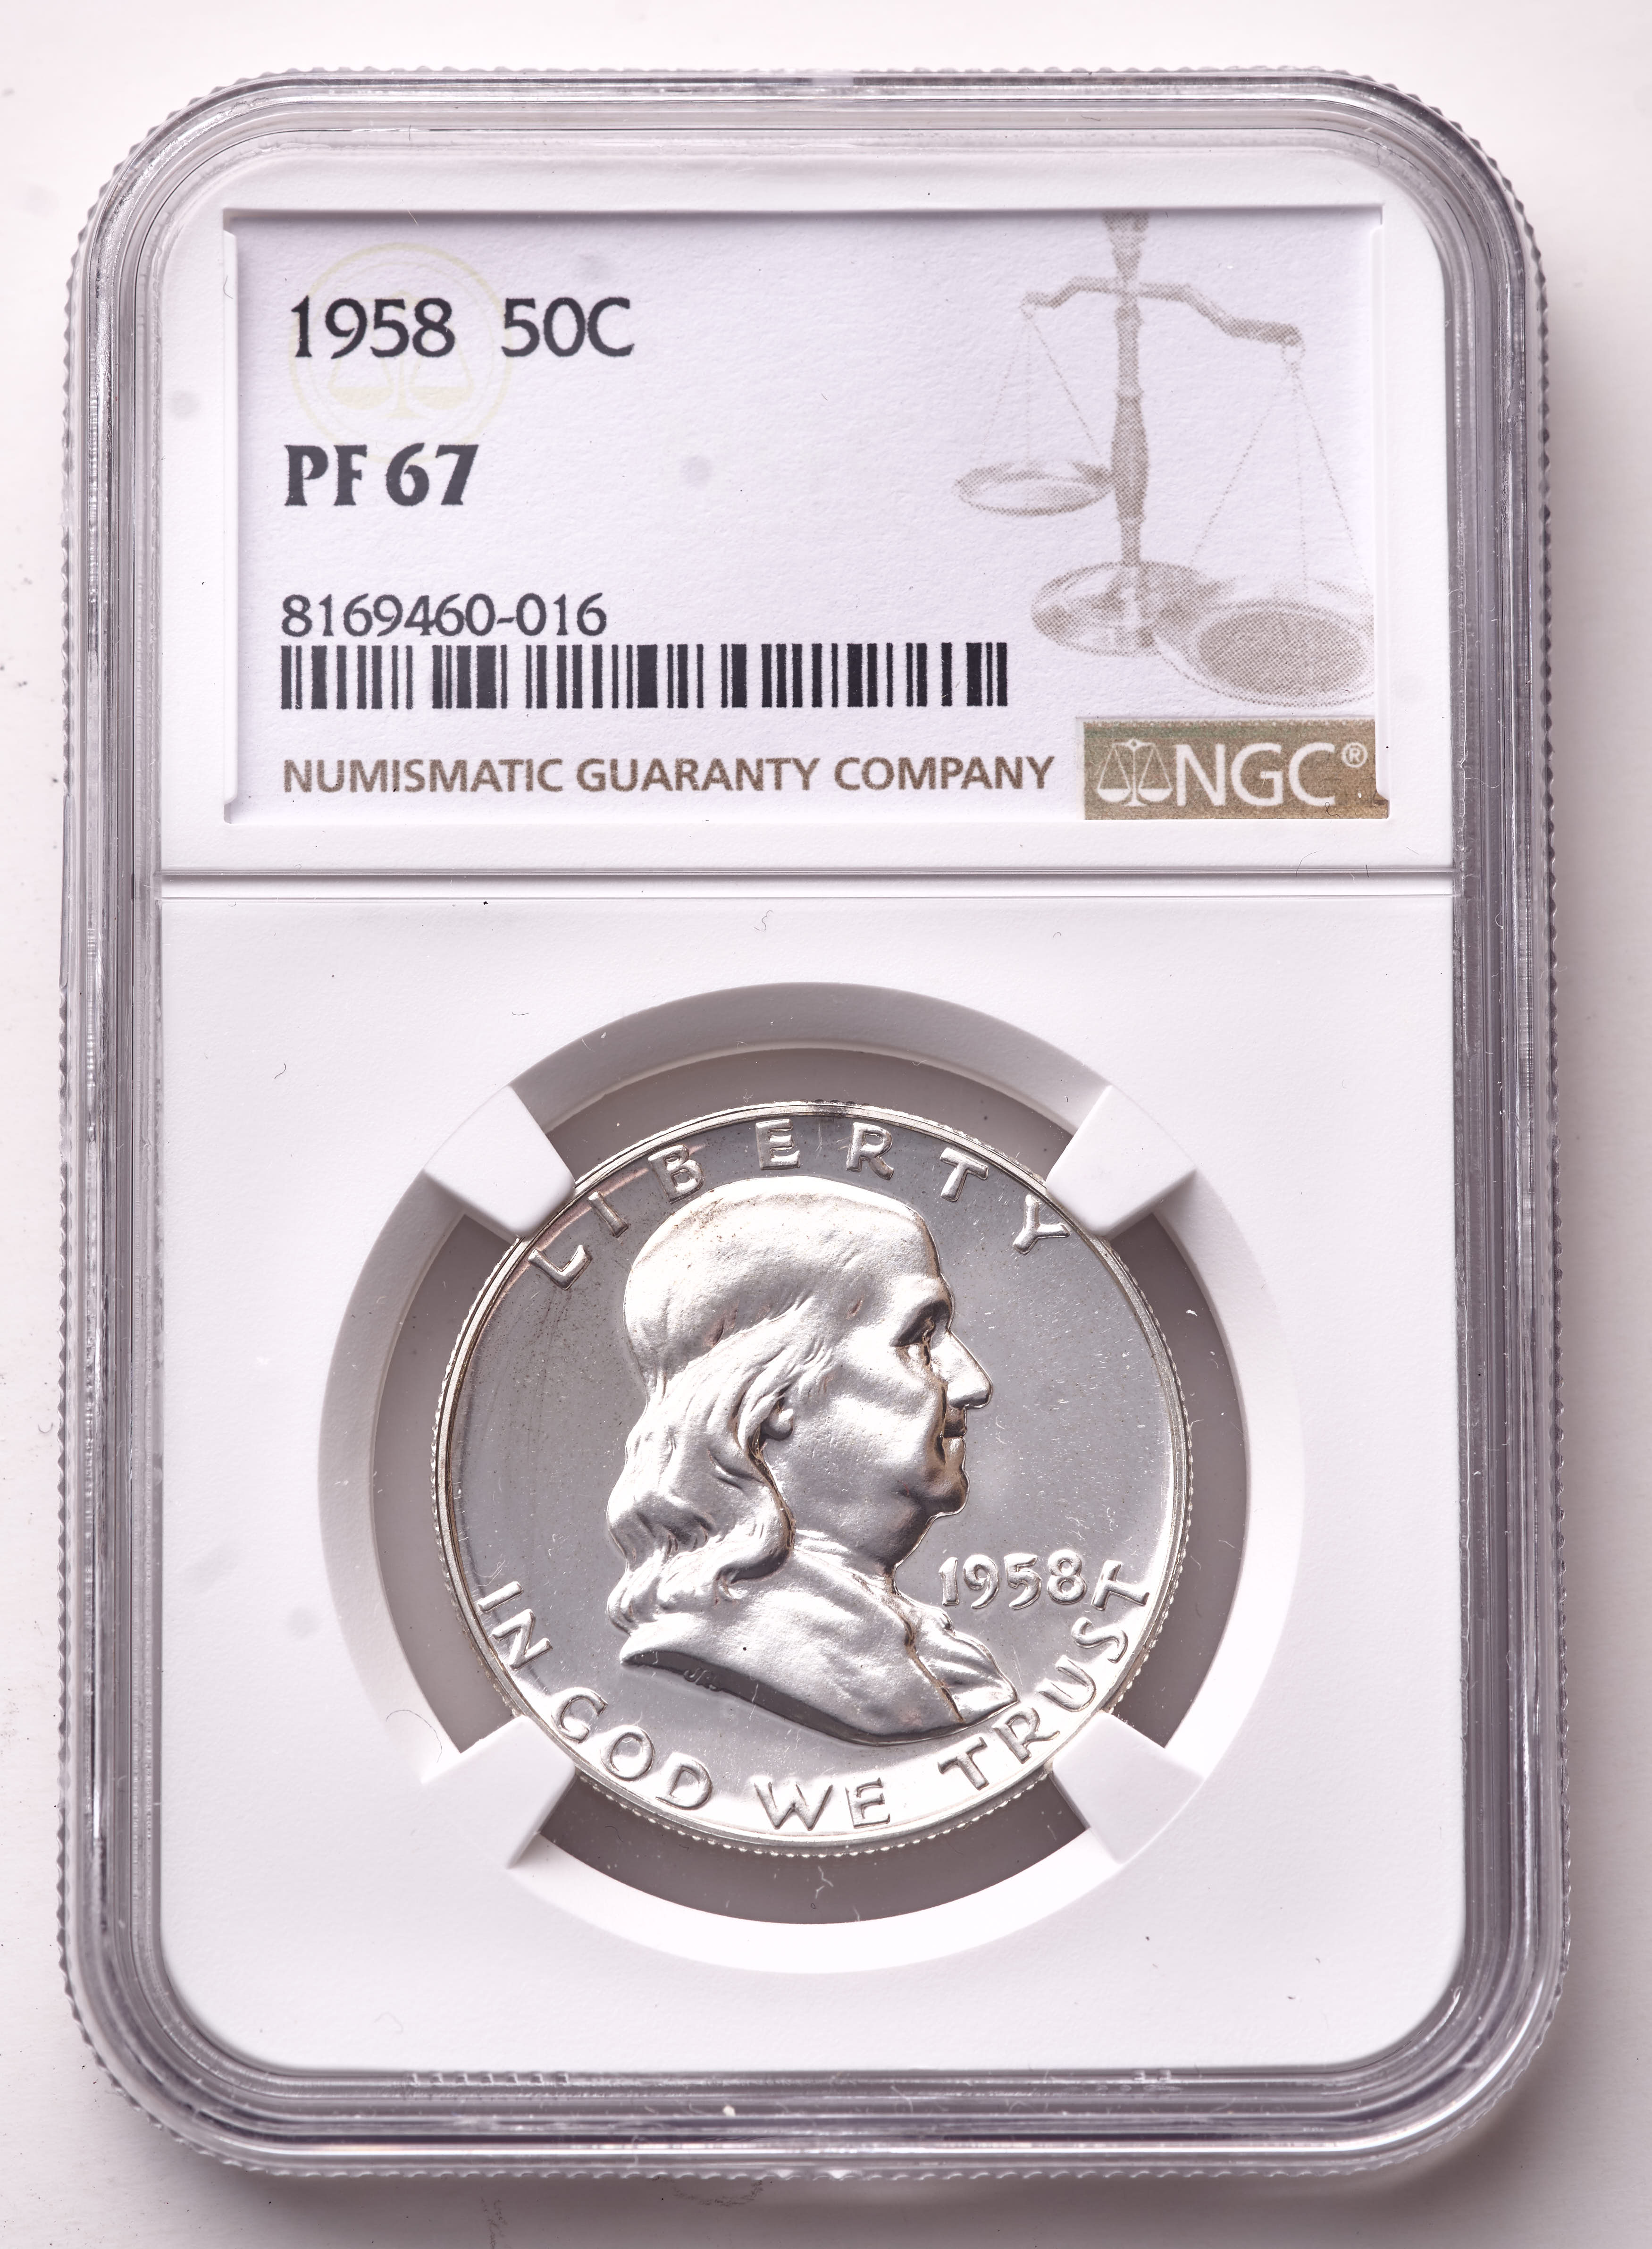 1958 50C
PF 67
8169460-016
NUMISMATIC GUARANTY COMPANY
NGC®
LIBERTY
1958
IN GOD WE TRUST